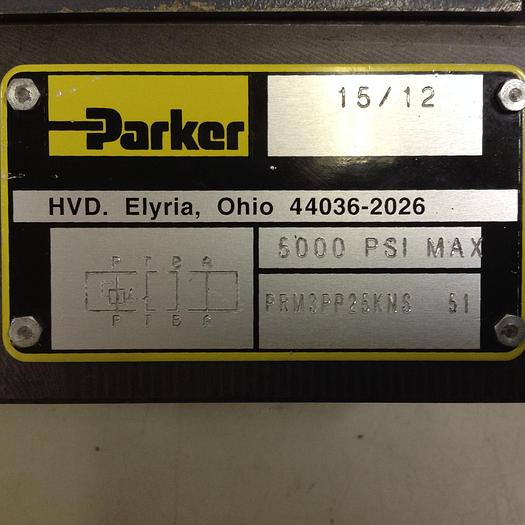 Parker
15/12
HVD. Elyria, Ohio 44036-2026
P T B A
P T B A
5000 PSI MAX
PRM3PP25KNS 51